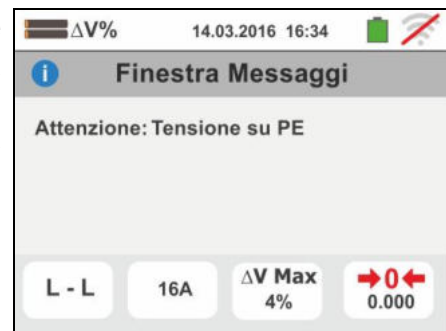 ΔV% 14.03.2016 16:34
Finestra Messaggi
Attenzione: Tensione su PE
L - L 16A ΔV Max 4% →0← 0.000